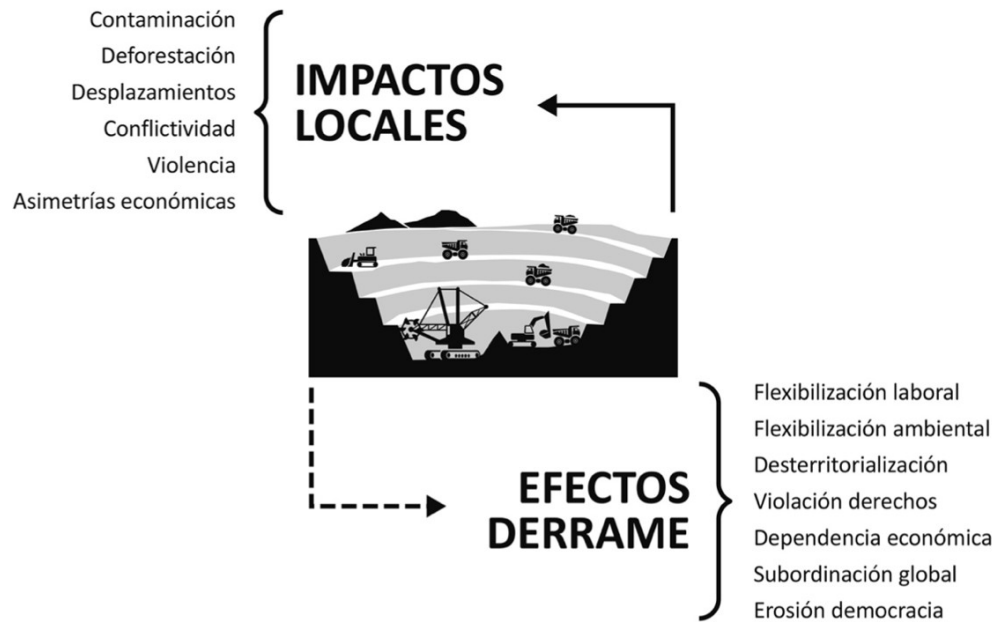 Contaminación
Deforestación
Desplazamientos
Conflictividad
Violencia
Asimetrías económicas
IMPACTOS
LOCALES
EFECTOS
DERRAME
Flexibilización laboral
Flexibilización ambiental
Desterritorialización
Violación derechos
Dependencia económica
Subordinación global
Erosión democracia